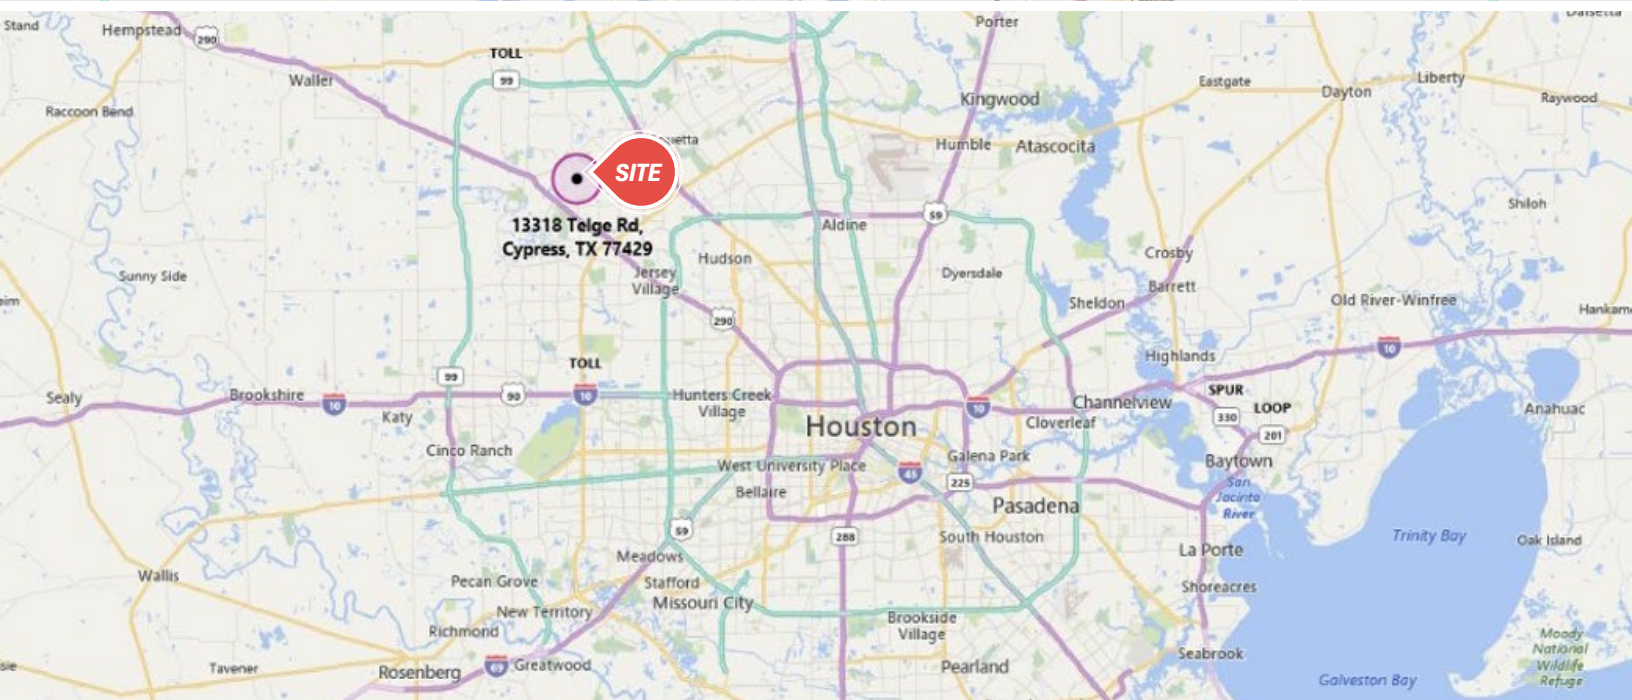 Stand
Hempstead
290
Waller
TOLL
99
Porter
Kingwood
Eastgate
Dayton
Liberty
Raywood
Raccoon Bend
Humble
Atascocita
SITE
13318 Telge Rd,
Cypress, TX 77429
59
Aldine
Shiloh
Hudson
Jersey
Village
Dyersdale
Crosby
Barrett
Sunny Side
Sheldon
Old River-Winfree
290
Highlands
10
TOLL
99
Sealy
Brookshire
10
Katy
90
10
Hunters Creek
Village
Houston
10
Channelview
Cloverleaf
SPUR
330
LOOP
201
Anahuac
Cinco Ranch
West University Place
Bellaire
45
Galena Park
225
Baytown
San
Jacinto
River
Pasadena
59
288
South Houston
Trinity Bay
Oak Island
La Porte
Meadows
Wallis
Pecan Grove
Stafford
Missouri City
Shoreacres
New Territory
Brookside
Village
Richmond
Rosenberg
69
Greatwood
Tavener
Pearland
Seabrook
Galveston Bay
Moody
National
Wildlife
Refuge